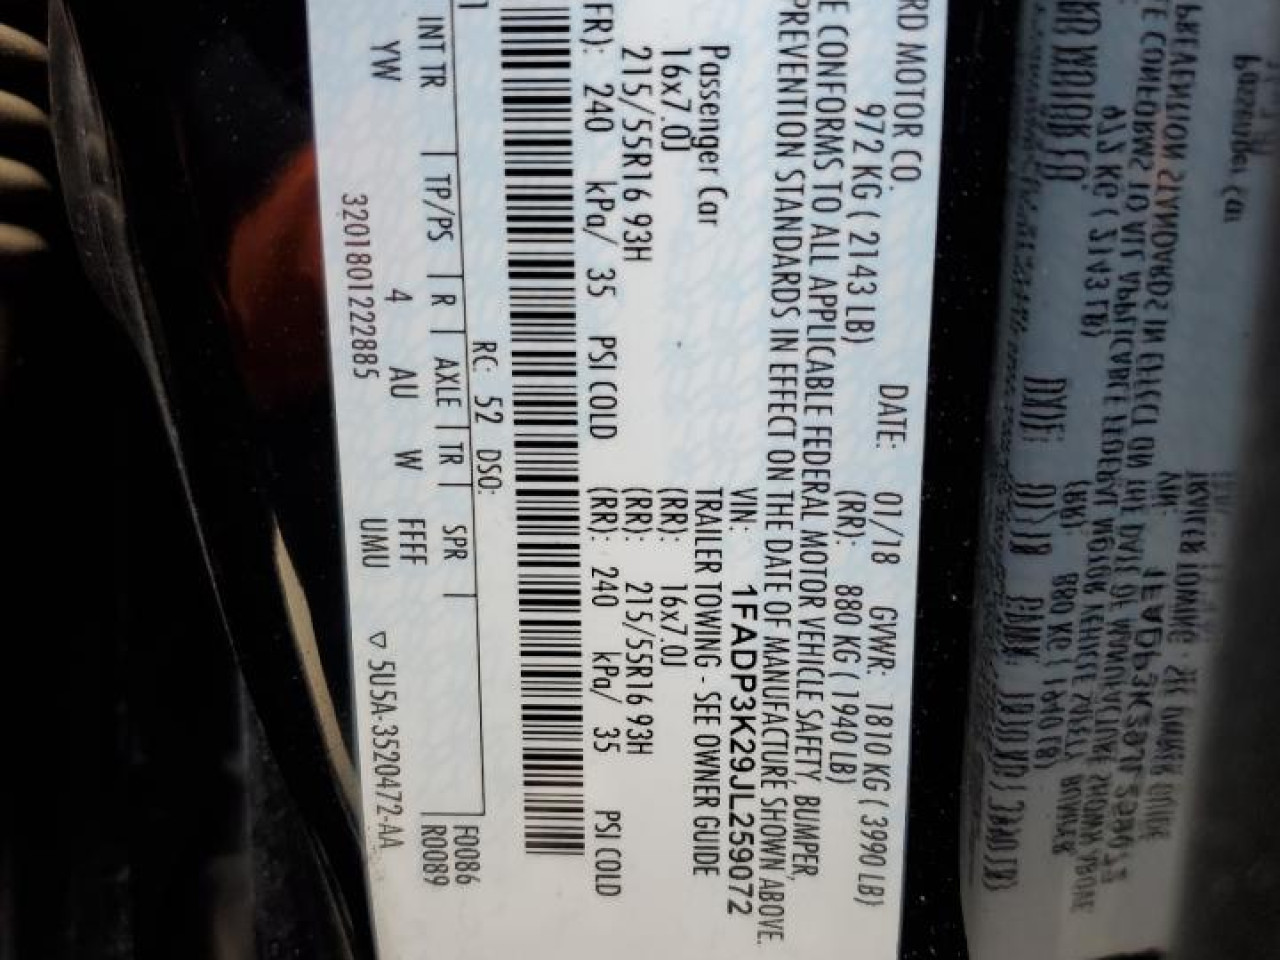 RD MOTOR CO. DATE: 01/18 GVWR: 1810 KG ( 3990 LB)
972 KG ( 2143 LB) (RR): 880 KG ( 1940 LB)
E CONFORMS TO ALL APPLICABLE FEDERAL MOTOR VEHICLE SAFETY, BUMPER,
PREVENTION STANDARDS IN EFFECT ON THE DATE OF MANUFACTURE SHOWN ABOVE.
VIN: 1FADP3K29JL259072
Passenger Car TRAILER TOWING - SEE OWNER GUIDE
16x7.0J (RR): 16x7.0J
215/55R16 93H (RR): 215/55R16 93H
FR): 240 kPa/ 35 PSI COLD (RR): 240 kPa/ 35 PSI COLD
RC: 52 DSO:
F0086
INT TR TP/PS R AXLE TR SPR R0089
YW 4 AU W FFFF
UMU ▽ 5U5A-3520472-AA
320180122885